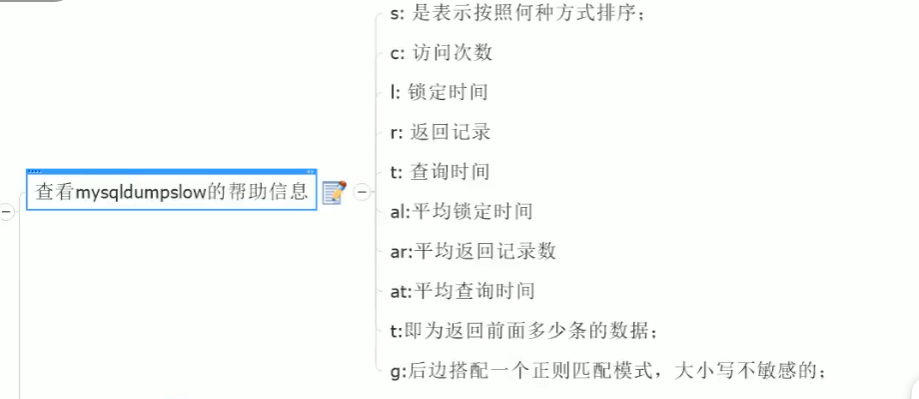 s: 是表示按照何种方式排序;
c: 访问次数
l: 锁定时间
r: 返回记录
查看mysqldumpslow的帮助信息
t: 查询时间
al:平均锁定时间
ar:平均返回记录数
at:平均查询时间
t:即为返回前面多少条的数据;
g:后边搭配一个正则匹配模式，大小写不敏感的;